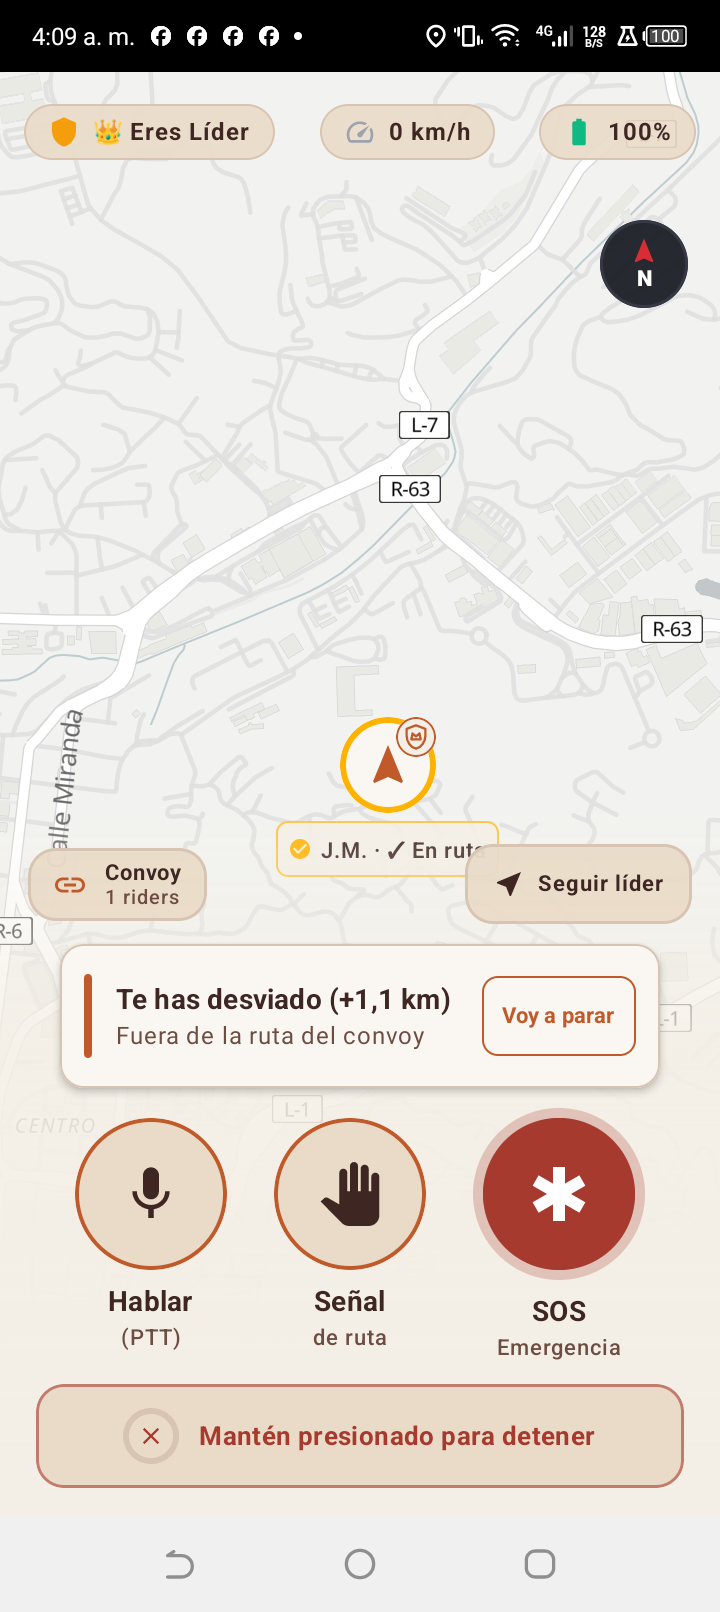 4:09 a. m.
4G
128
B/S
100
👑 Eres Líder
0 km/h
100%
N
L-7
R-63
R-63
Calle Miranda
J.M. · ✓ En ruta
Convoy
1 riders
Seguir líder
R-6
Te has desviado (+1,1 km)
Fuera de la ruta del convoy
Voy a parar
L-1
L-1
CENTRO
Hablar
(PTT)
Señal
de ruta
SOS
Emergencia
Mantén presionado para detener